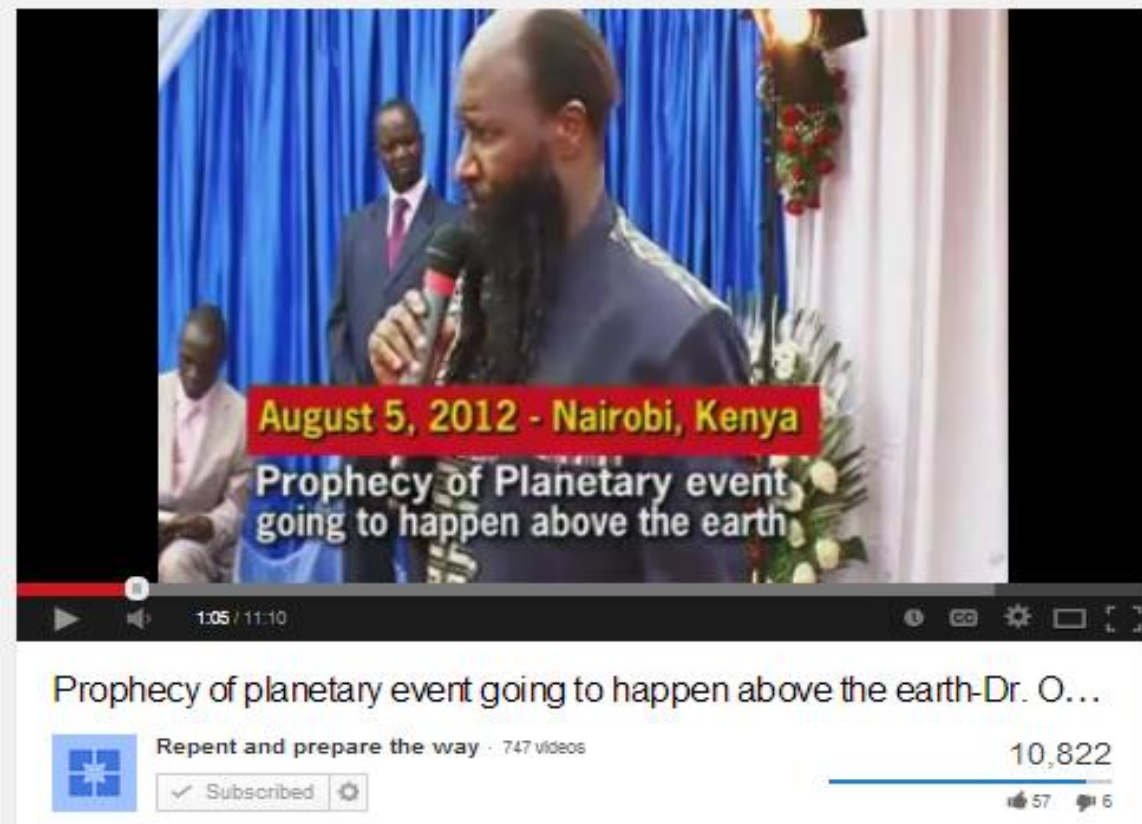 August 5, 2012 - Nairobi, Kenya
Prophecy of Planetary event
going to happen above the earth
1:05 / 11:10
CC
Prophecy of planetary event going to happen above the earth-Dr. O...
Repent and prepare the way · 747 videos
10,822
Subscribed
57 6